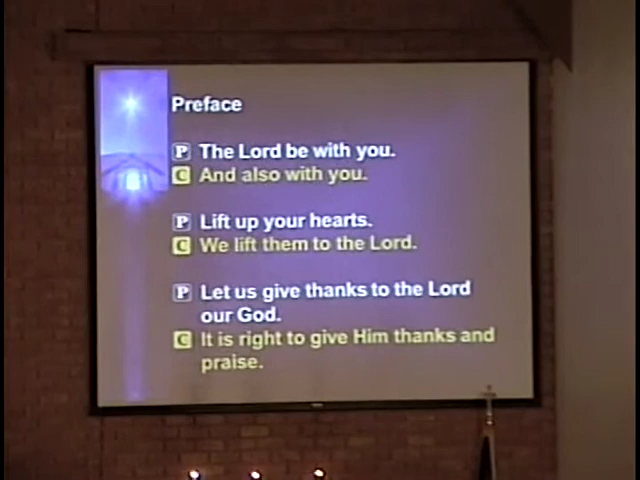 Preface
P The Lord be with you.
C And also with you.
P Lift up your hearts.
C We lift them to the Lord.
P Let us give thanks to the Lord
our God.
C It is right to give Him thanks and
praise.